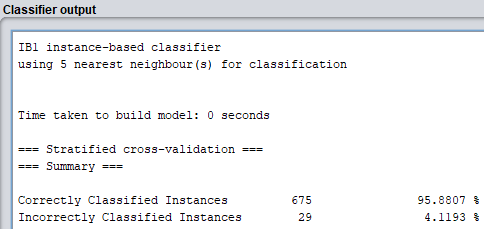 Classifier output
IB1 instance-based classifier
using 5 nearest neighbour(s) for classification
Time taken to build model: 0 seconds
=== Stratified cross-validation ===
=== Summary ===
Correctly Classified Instances 675 95.8807 %
Incorrectly Classified Instances 29 4.1193 %